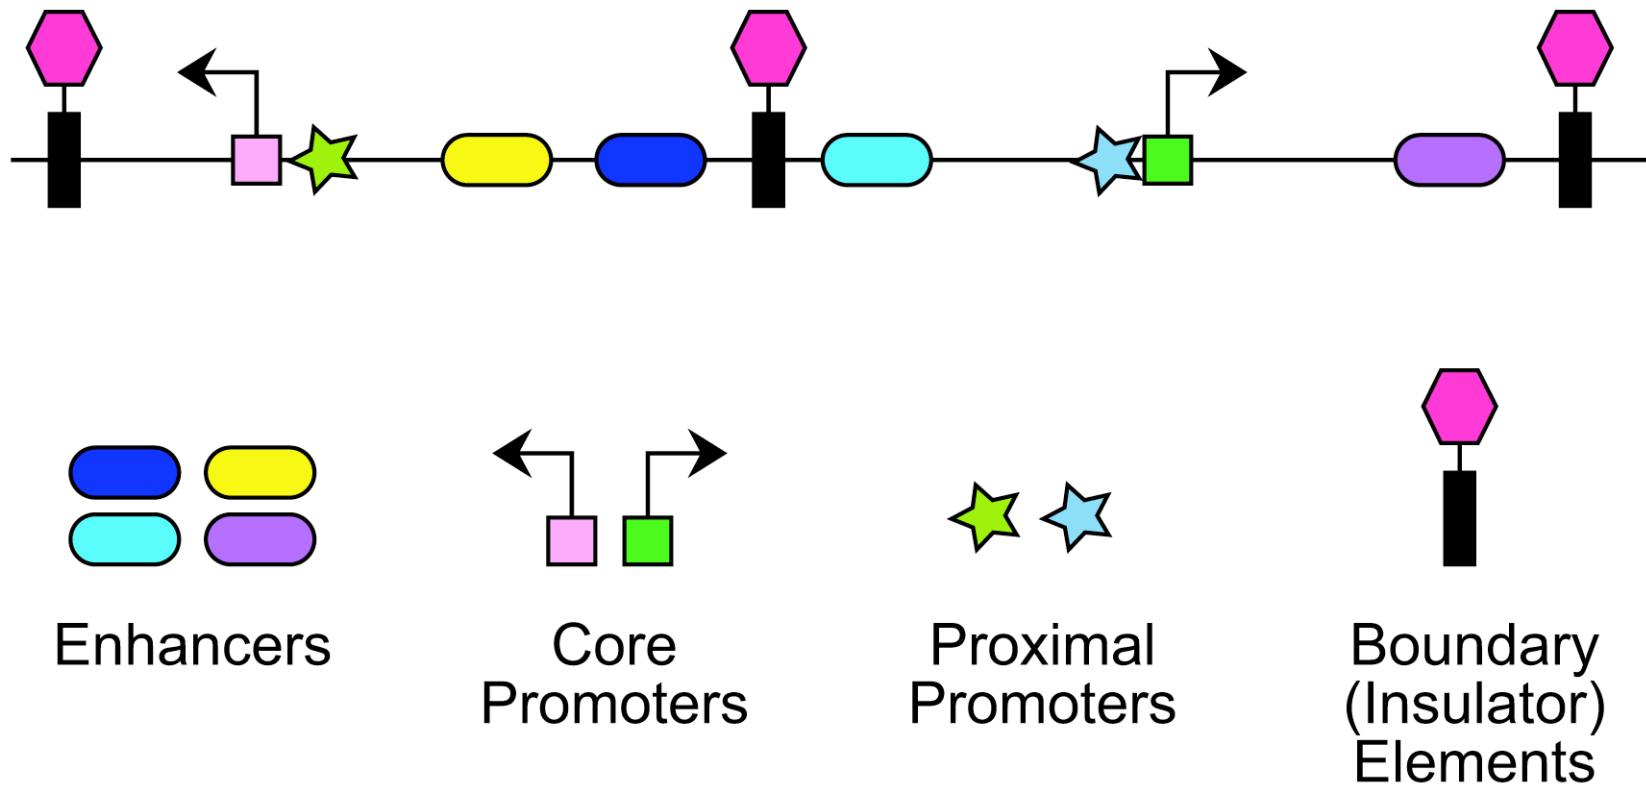 Enhancers
Core
Promoters
Proximal
Promoters
Boundary
(Insulator)
Elements